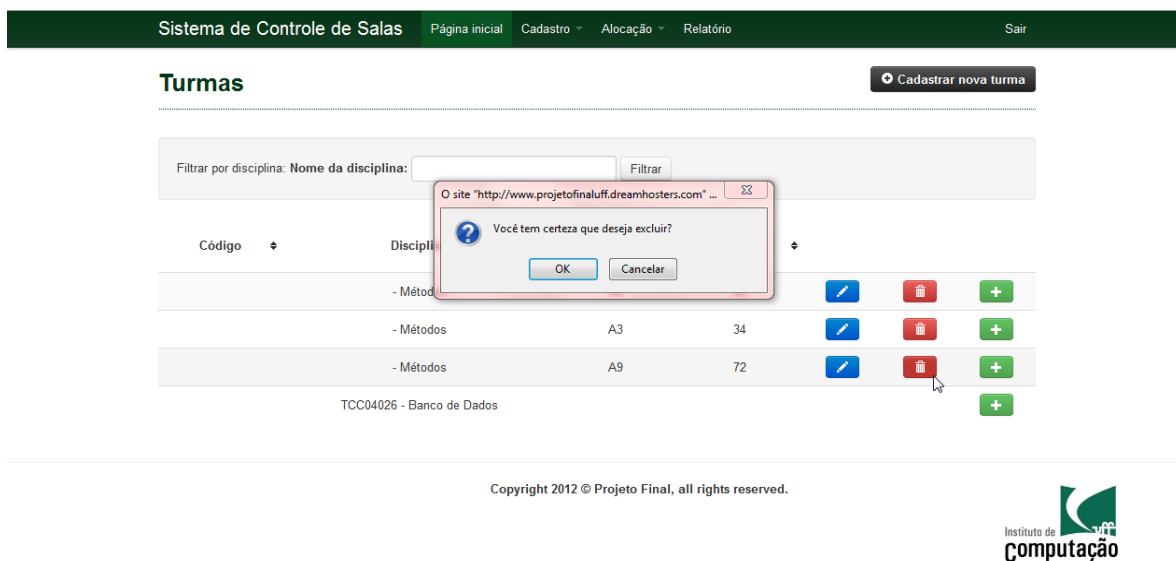 Sistema de Controle de Salas Página inicial Cadastro Alocação Relatório Sair
Turmas
Cadastrar nova turma
Filtrar por disciplina: Nome da disciplina: Filtrar
O site "http://www.projetofinaluff.dreamhosters.com" ...
Você tem certeza que deseja excluir?
OK Cancelar
Código
- Métodos A3 34
- Métodos A9 72
TCC04026 - Banco de Dados
Copyright 2012 © Projeto Final, all rights reserved.
uff
Instituto de
computação